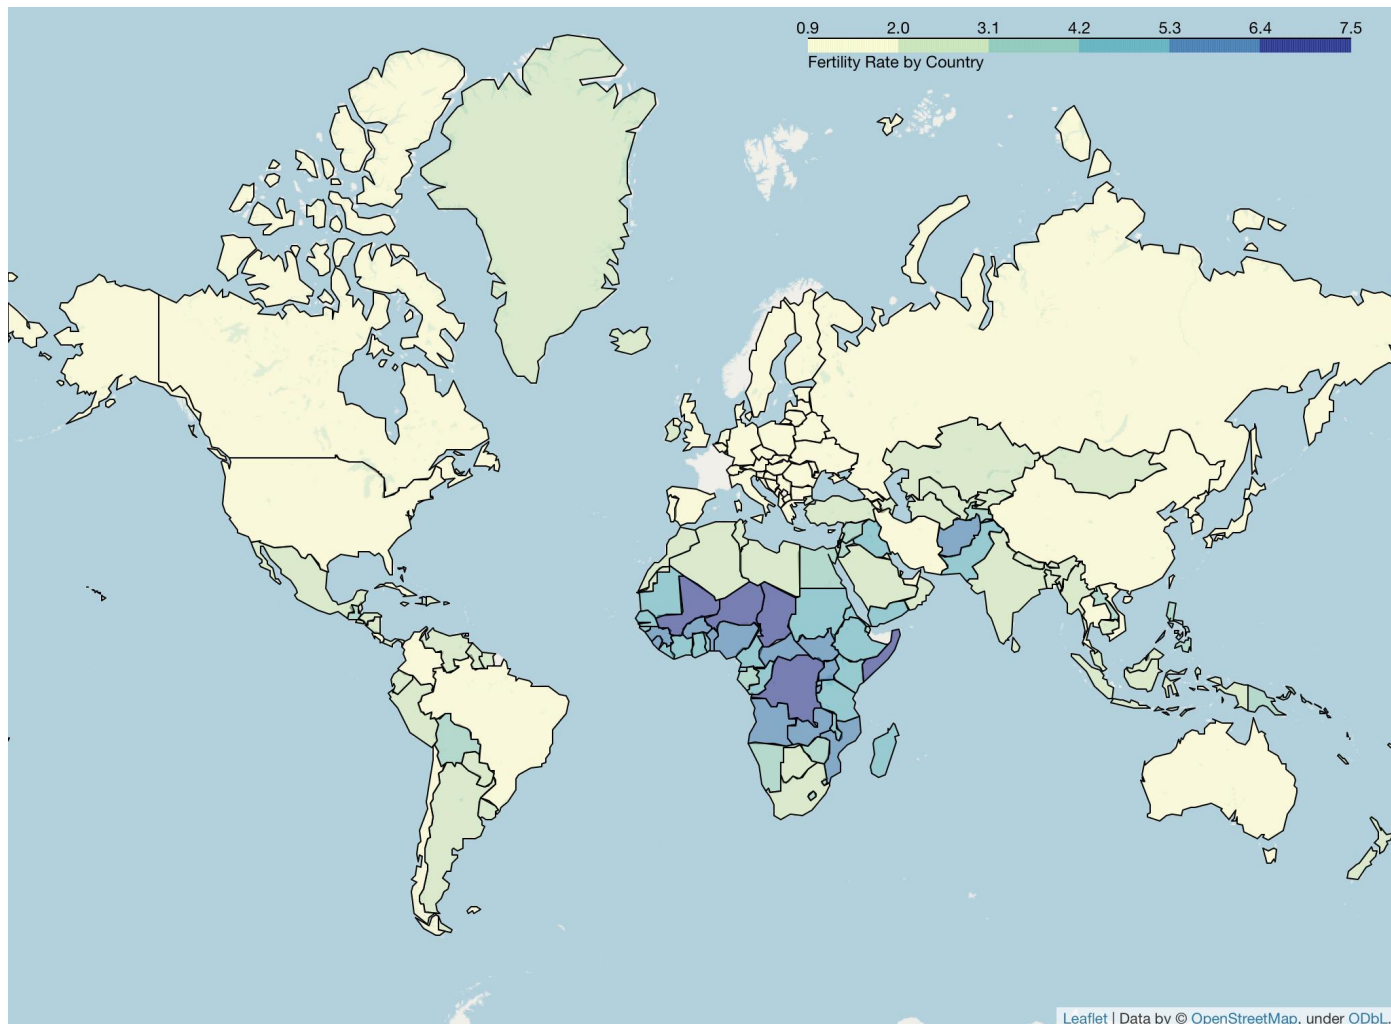 0.9 2.0 3.1 4.2 5.3 6.4 7.5
Fertility Rate by Country
Leaflet | Data by © OpenStreetMap, under ODbL.